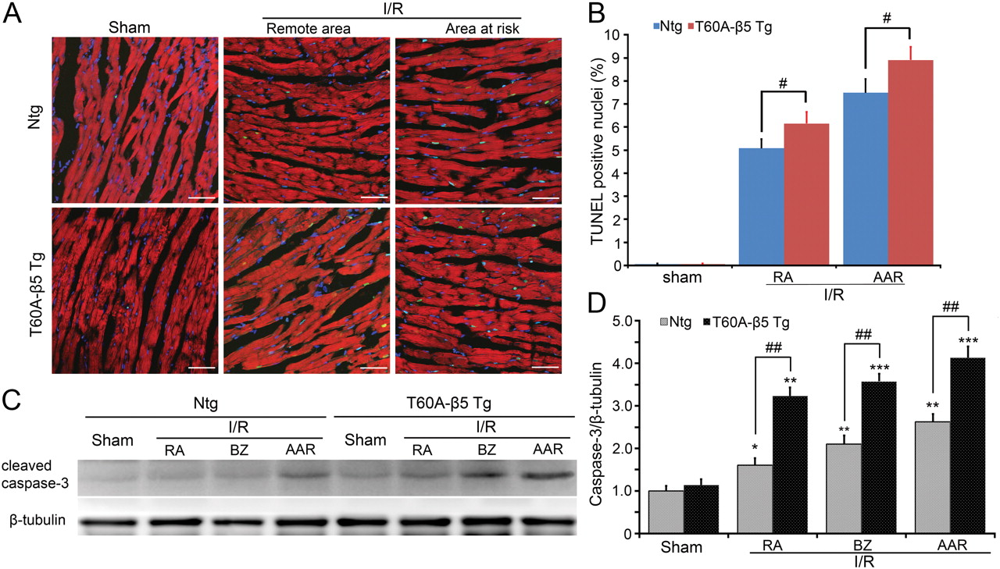 A
I/R
Sham
Remote area
Area at risk
Ntg
T60A-β5 Tg
B
Ntg T60A-β5 Tg
TUNEL positive nuclei (%)
10
9
8
7
6
5
4
3
2
1
0
#
#
sham
RA
AAR
I/R
C
Ntg
T60A-β5 Tg
Sham
I/R
RA BZ AAR
Sham
I/R
RA BZ AAR
cleaved
caspase-3
β-tubulin
D
Ntg T60A-β5 Tg
Caspase-3/β-tubulin
5.0
4.0
3.0
2.0
1.0
0
##
##
##
*
**
**
***
**
***
Sham
RA
BZ
AAR
I/R